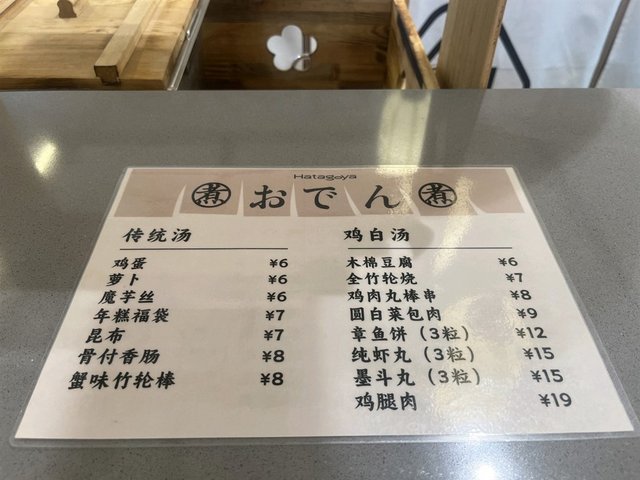 Hatagoya
煮 おでん 煮
传统汤
鸡蛋 ¥6
萝卜 ¥6
魔芋丝 ¥6
年糕福袋 ¥7
昆布 ¥7
骨付香肠 ¥8
蟹味竹轮棒 ¥8
鸡白汤
木棉豆腐 ¥6
全竹轮烧 ¥7
鸡肉丸棒串 ¥8
圆白菜包肉 ¥9
章鱼饼（3粒） ¥12
纯虾丸（3粒） ¥15
墨斗丸（3粒） ¥15
鸡腿肉 ¥19